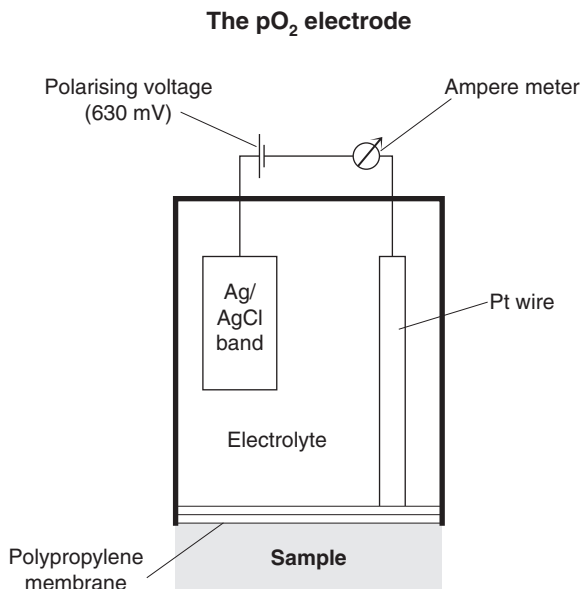 The pO₂ electrode
Polarising voltage
(630 mV)
Ampere meter
Ag/
AgCl
band
Pt wire
Electrolyte
Polypropylene
membrane
Sample